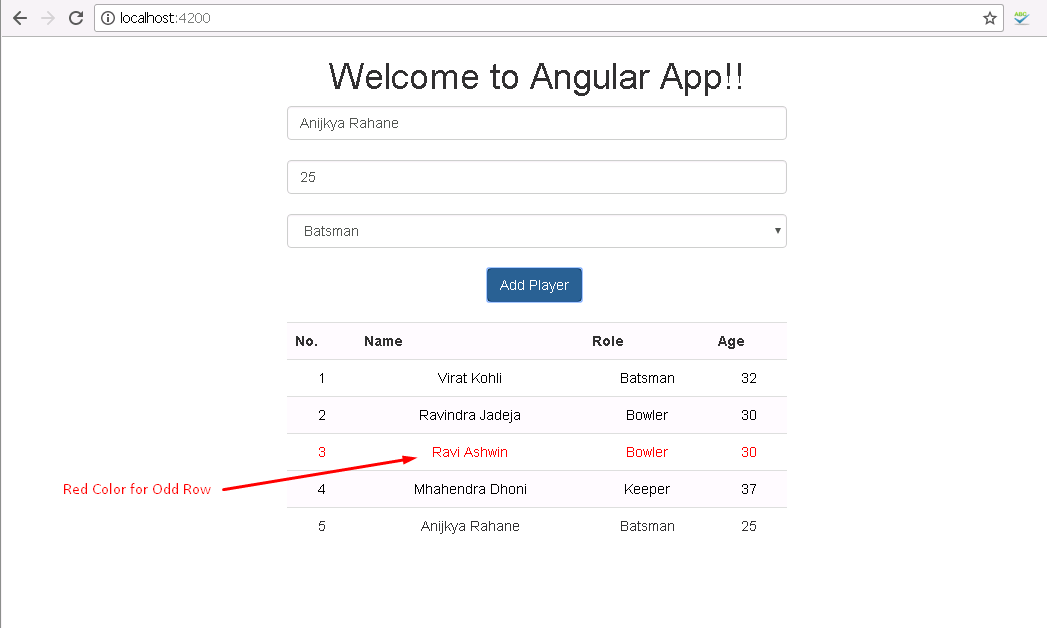 localhost:4200
ABC
Welcome to Angular App!!
Anijkya Rahane
25
Batsman
Add Player
No. Name Role Age
1 Virat Kohli Batsman 32
2 Ravindra Jadeja Bowler 30
3 Ravi Ashwin Bowler 30
Red Color for Odd Row
4 Mhahendra Dhoni Keeper 37
5 Anijkya Rahane Batsman 25